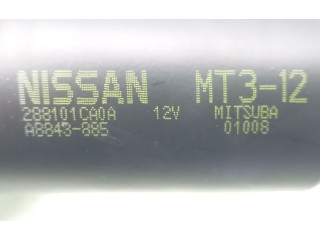 NISSAN MT3-12
288101CA0A 12V MITSUBA
A8843-885 01008